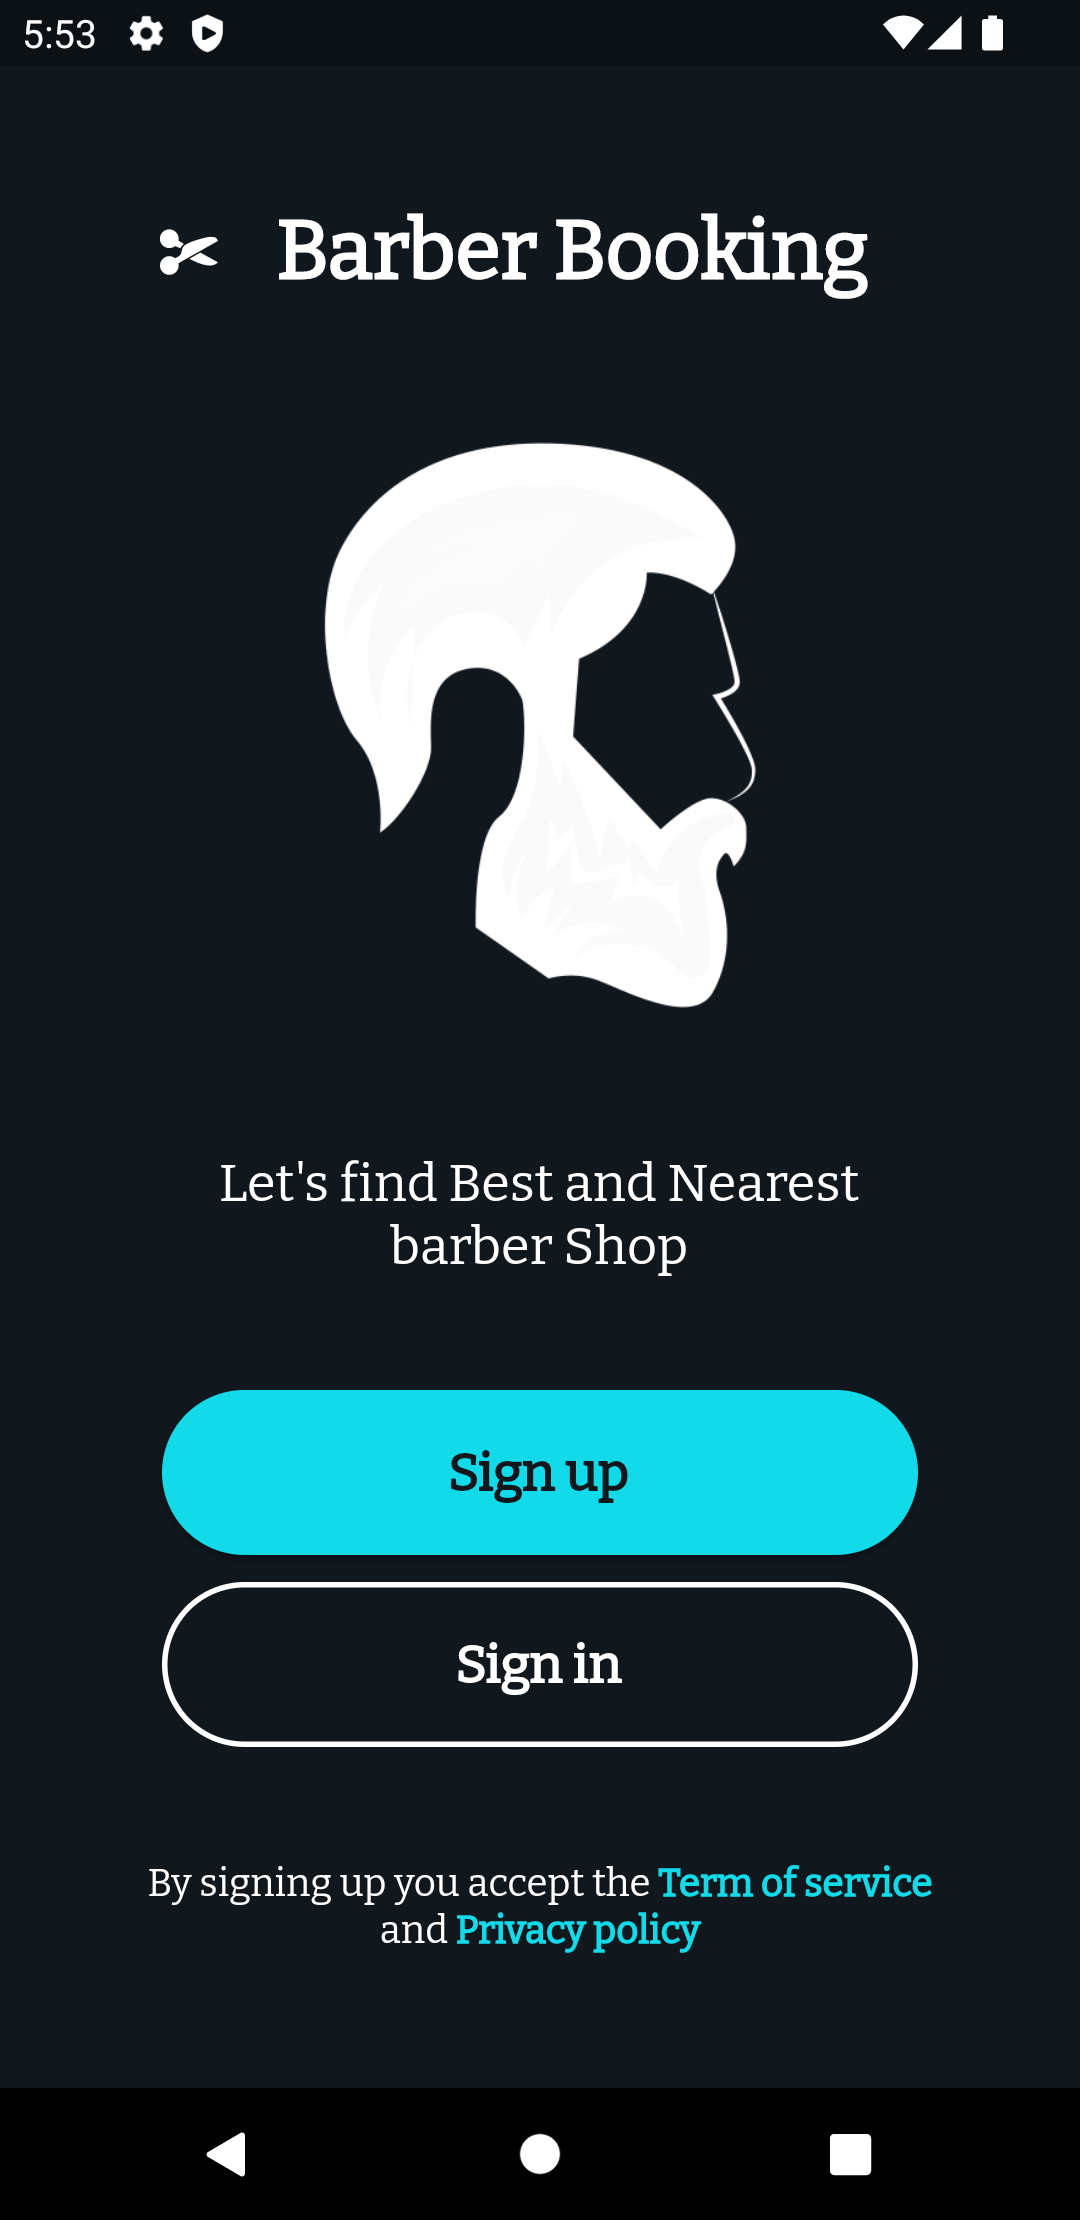 5:53
Barber Booking
Let's find Best and Nearest
barber Shop
Sign up
Sign in
By signing up you accept the Term of service
and Privacy policy